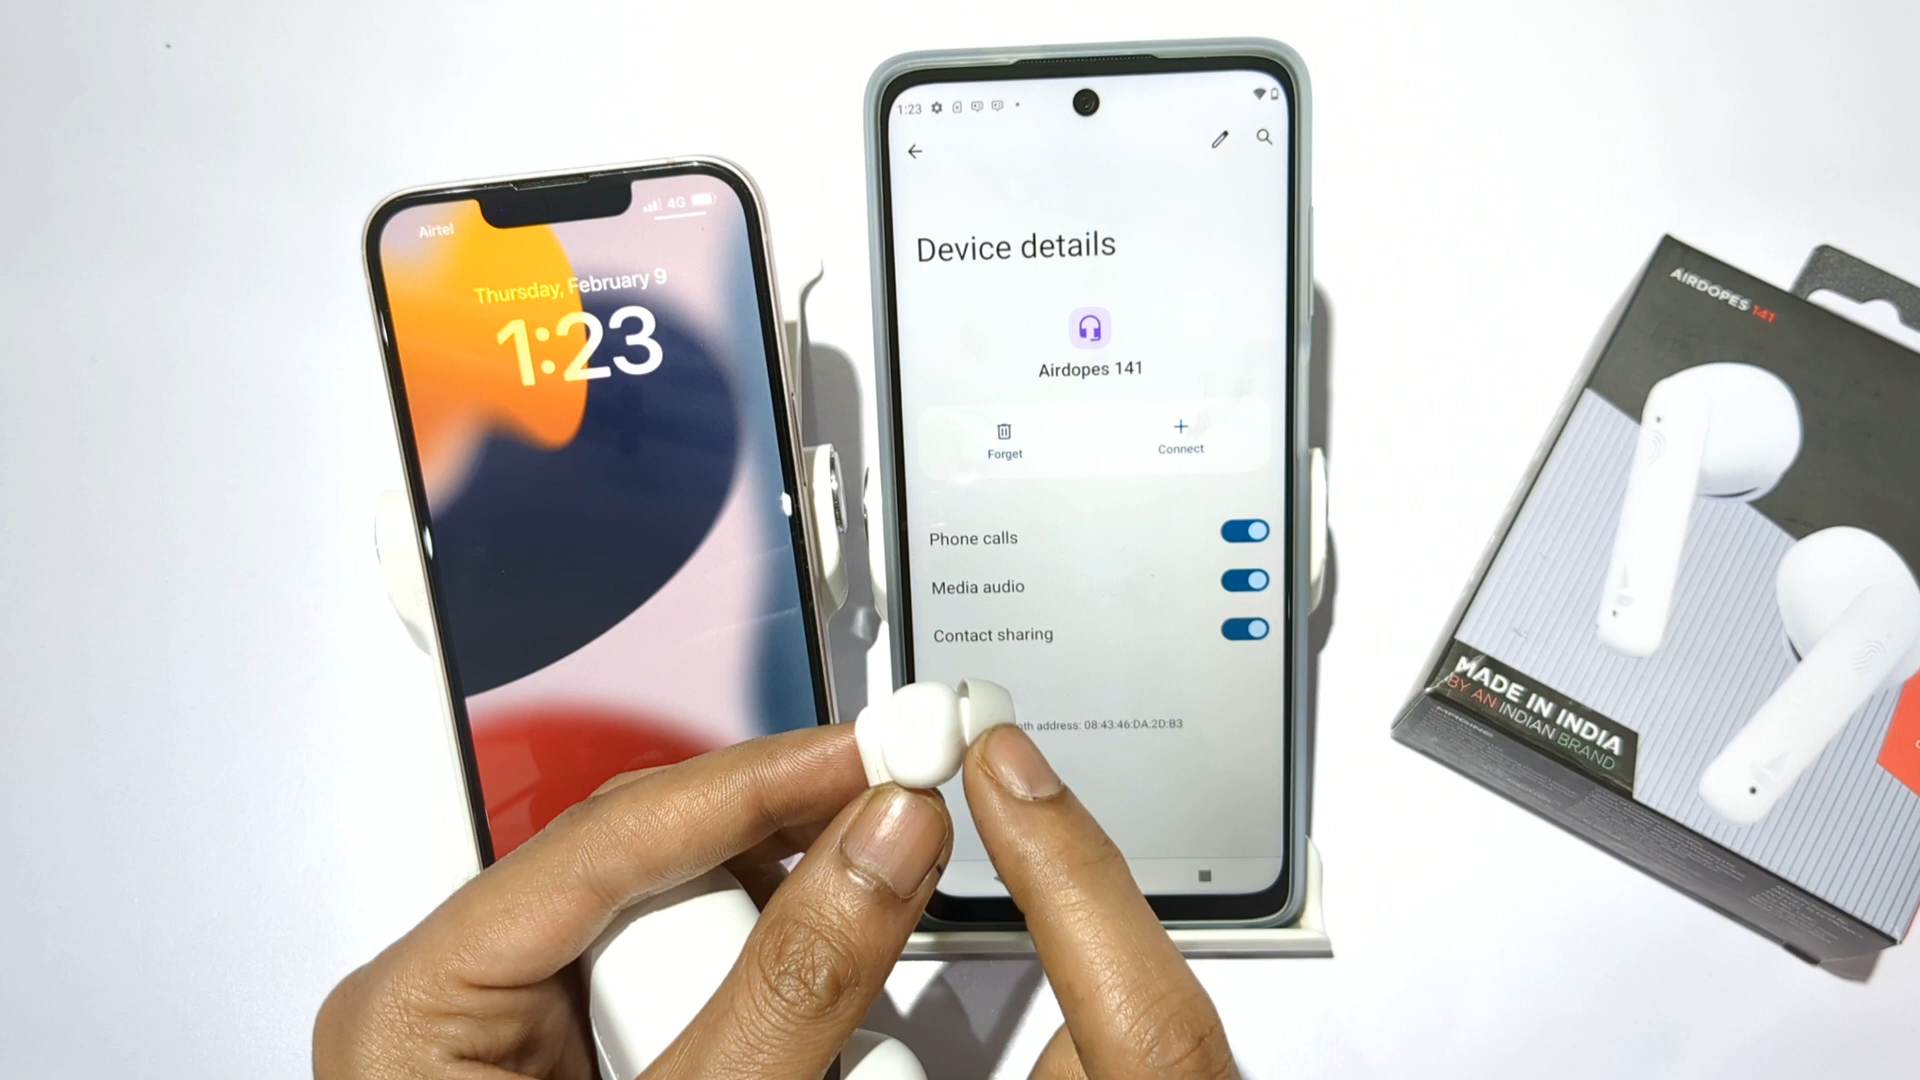 Airtel
4G
Thursday, February 9
1:23
1:23
Device details
Airdopes 141
Forget
Connect
Phone calls
Media audio
Contact sharing
oth address: 08:43:46:DA:2D:B3
AIRDOPES 141
MADE IN INDIA
BY AN INDIAN BRAND